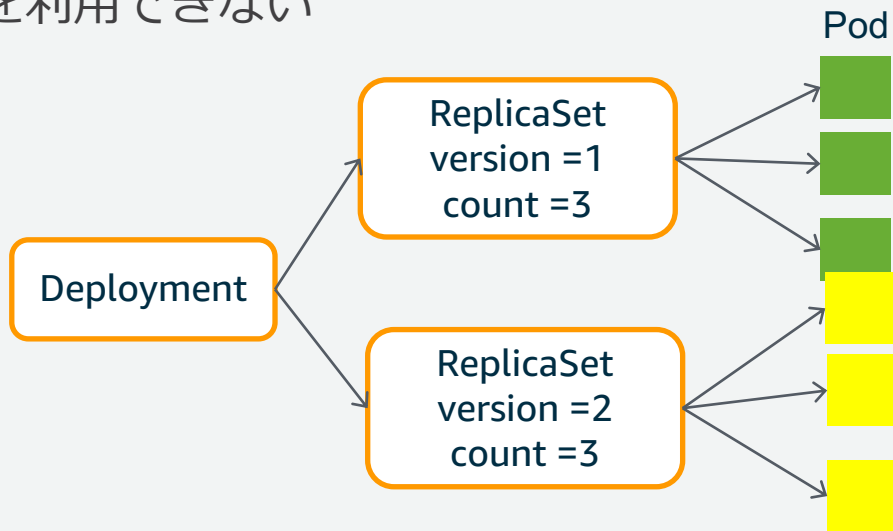 を利用できない
Pod
ReplicaSet
version =1
count =3
Deployment
ReplicaSet
version =2
count =3